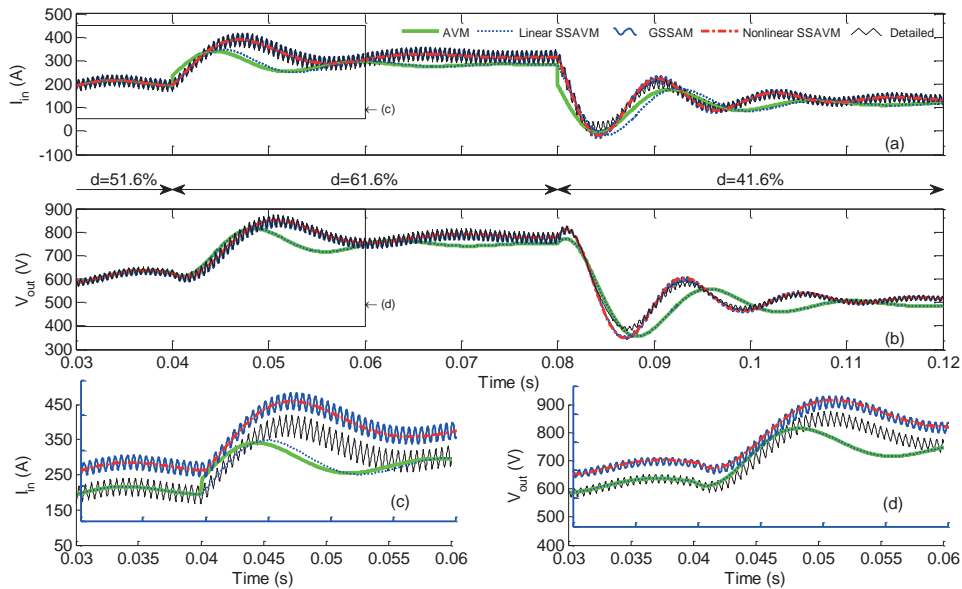 500
400
300
200
100
0
-100
I_in (A)
AVM
Linear SSAVM
GSSAM
Nonlinear SSAVM
Detailed
(c)
(a)
d=51.6%
d=61.6%
d=41.6%
900
800
700
600
500
400
300
V_out (V)
(d)
(b)
0.03 0.04 0.05 0.06 0.07 0.08 0.09 0.1 0.11 0.12
Time (s)
450
350
250
150
50
I_in (A)
(c)
0.03 0.035 0.04 0.045 0.05 0.055 0.06
Time (s)
900
800
700
600
500
400
V_out (V)
(d)
0.03 0.035 0.04 0.045 0.05 0.055 0.06
Time (s)